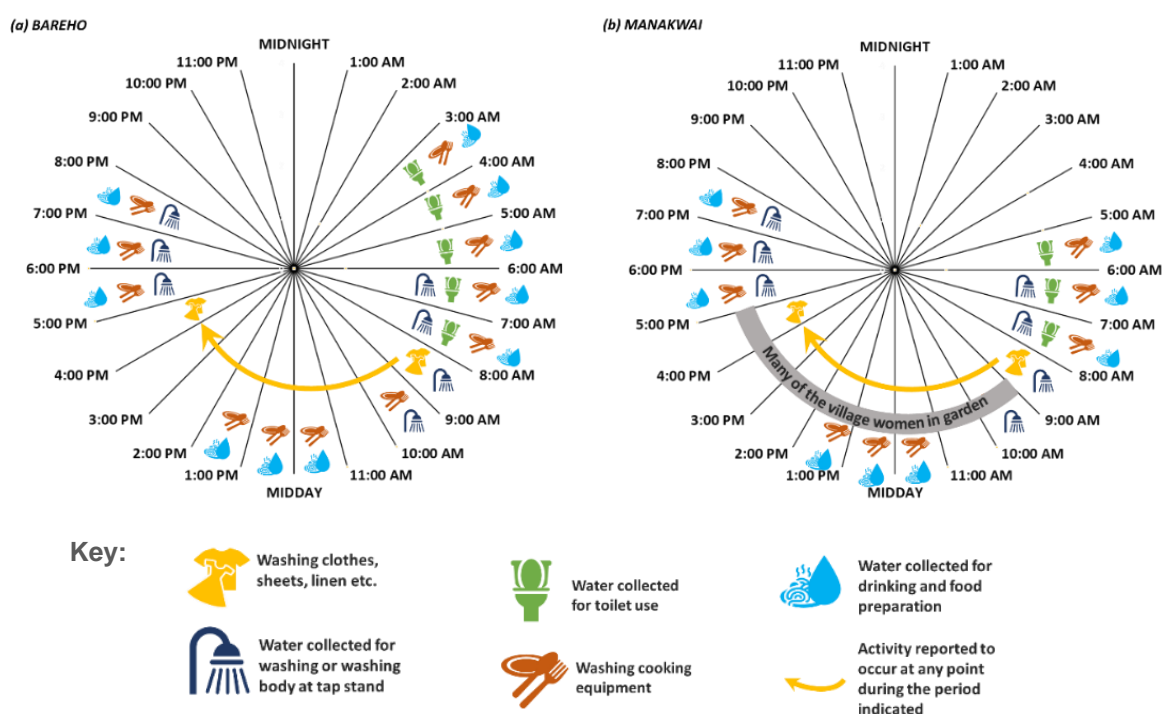 (a) BAREHO
MIDNIGHT
1:00 AM
2:00 AM
3:00 AM
4:00 AM
5:00 AM
6:00 AM
7:00 AM
8:00 AM
9:00 AM
10:00 AM
11:00 AM
MIDDAY
1:00 PM
2:00 PM
3:00 PM
4:00 PM
5:00 PM
6:00 PM
7:00 PM
8:00 PM
9:00 PM
10:00 PM
11:00 PM
(b) MANAKWAI
MIDNIGHT
1:00 AM
2:00 AM
3:00 AM
4:00 AM
5:00 AM
6:00 AM
7:00 AM
8:00 AM
9:00 AM
10:00 AM
11:00 AM
MIDDAY
1:00 PM
2:00 PM
3:00 PM
4:00 PM
5:00 PM
6:00 PM
7:00 PM
8:00 PM
9:00 PM
10:00 PM
11:00 PM
Many of the village women in garden
Key:
Washing clothes,
sheets, linen etc.
Water collected
for toilet use
Water collected for
drinking and food
preparation
Water collected for
washing or washing
body at tap stand
Washing cooking
equipment
Activity reported to
occur at any point
during the period
indicated